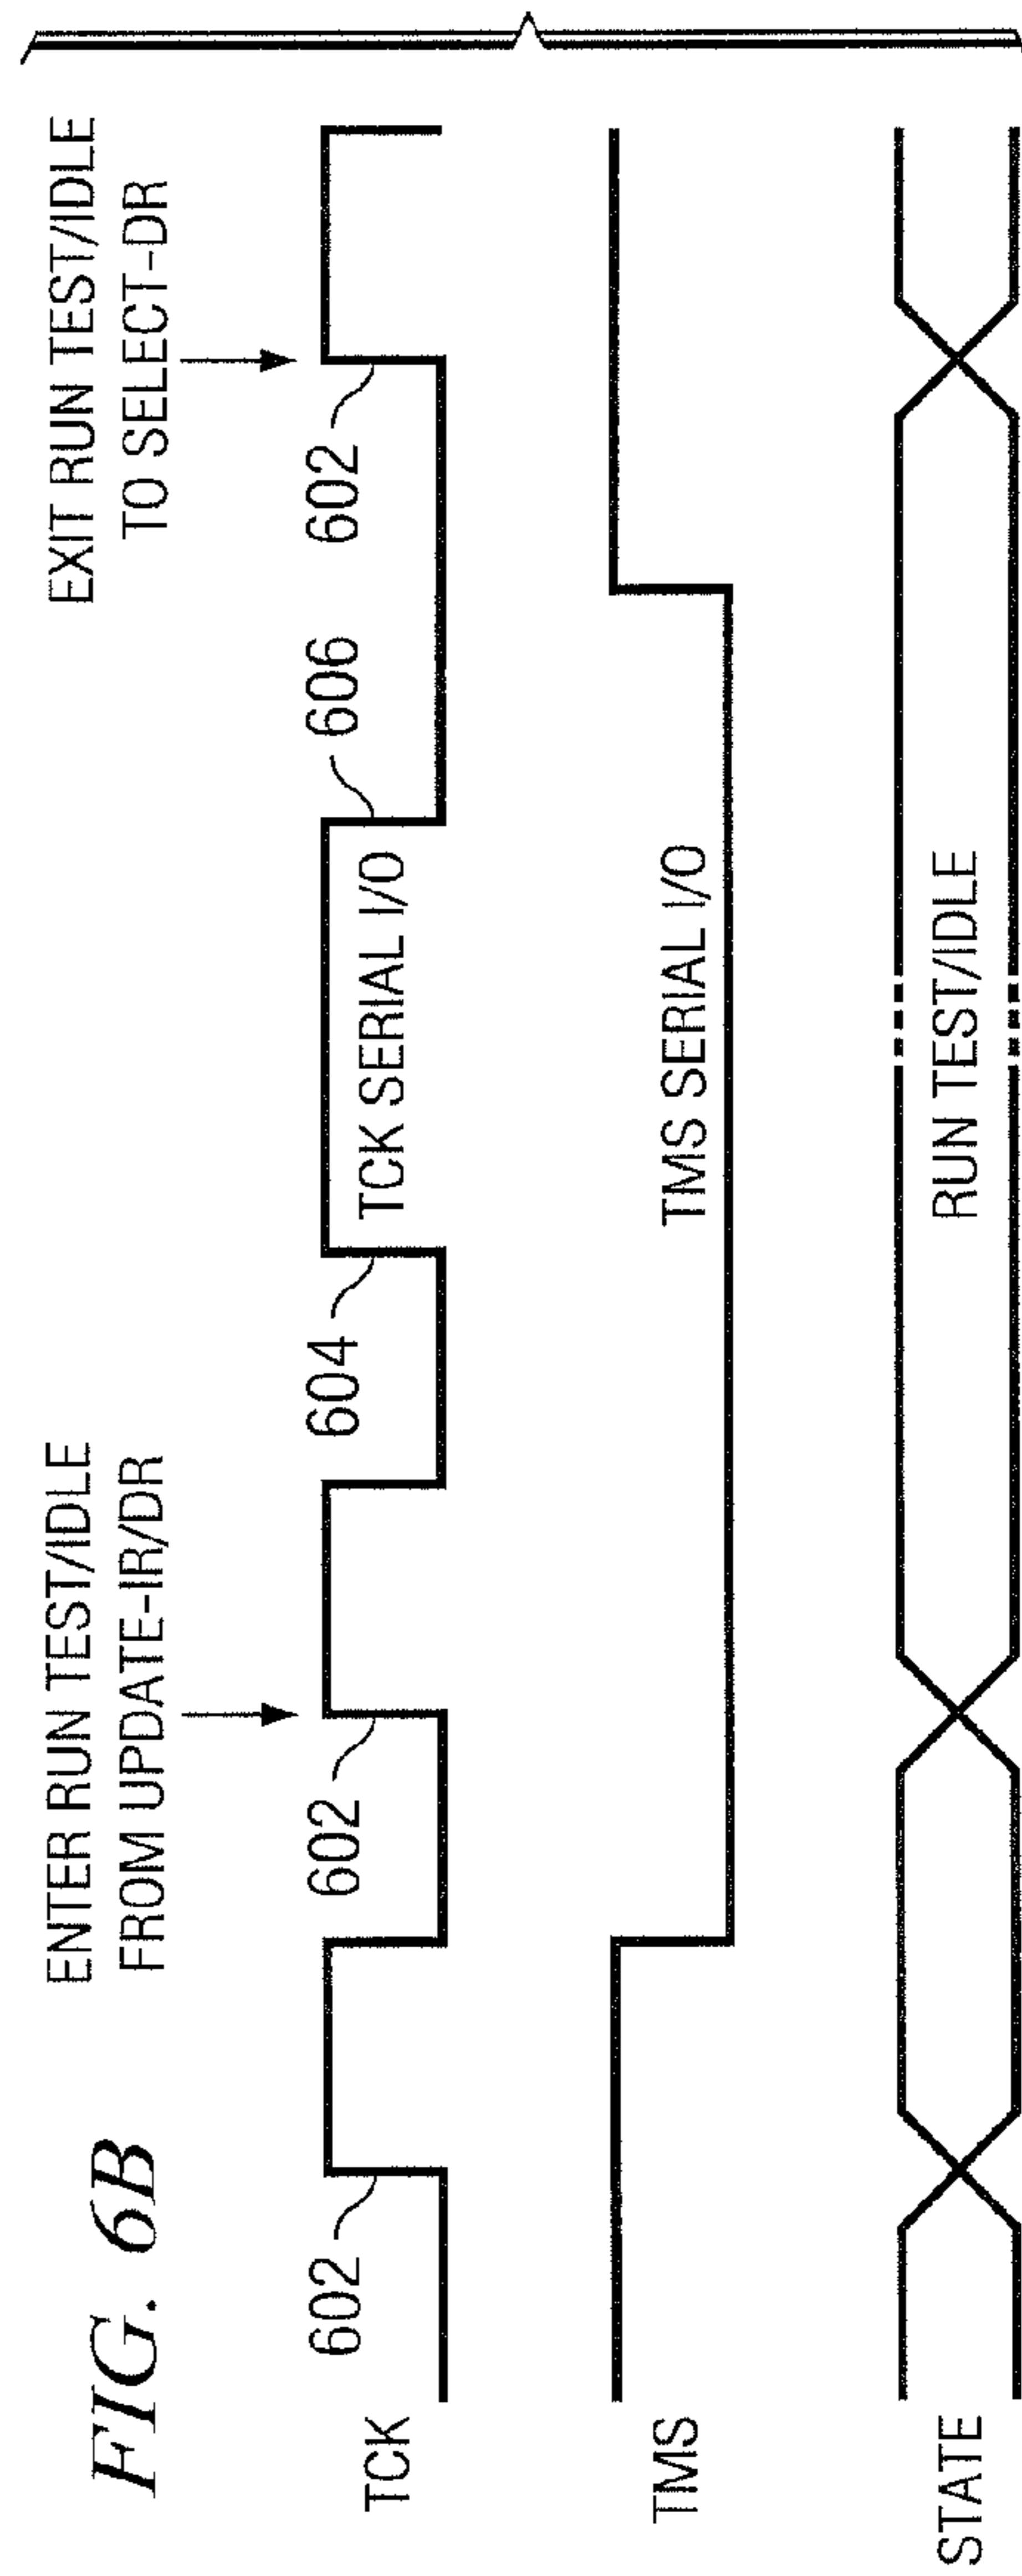 FIG. 6B
ENTER RUN TEST/IDLE
FROM UPDATE-IR/DR
EXIT RUN TEST/IDLE
TO SELECT-DR
602
602
604
606
602
TCK
TCK SERIAL I/O
TMS
TMS SERIAL I/O
STATE
RUN TEST/IDLE